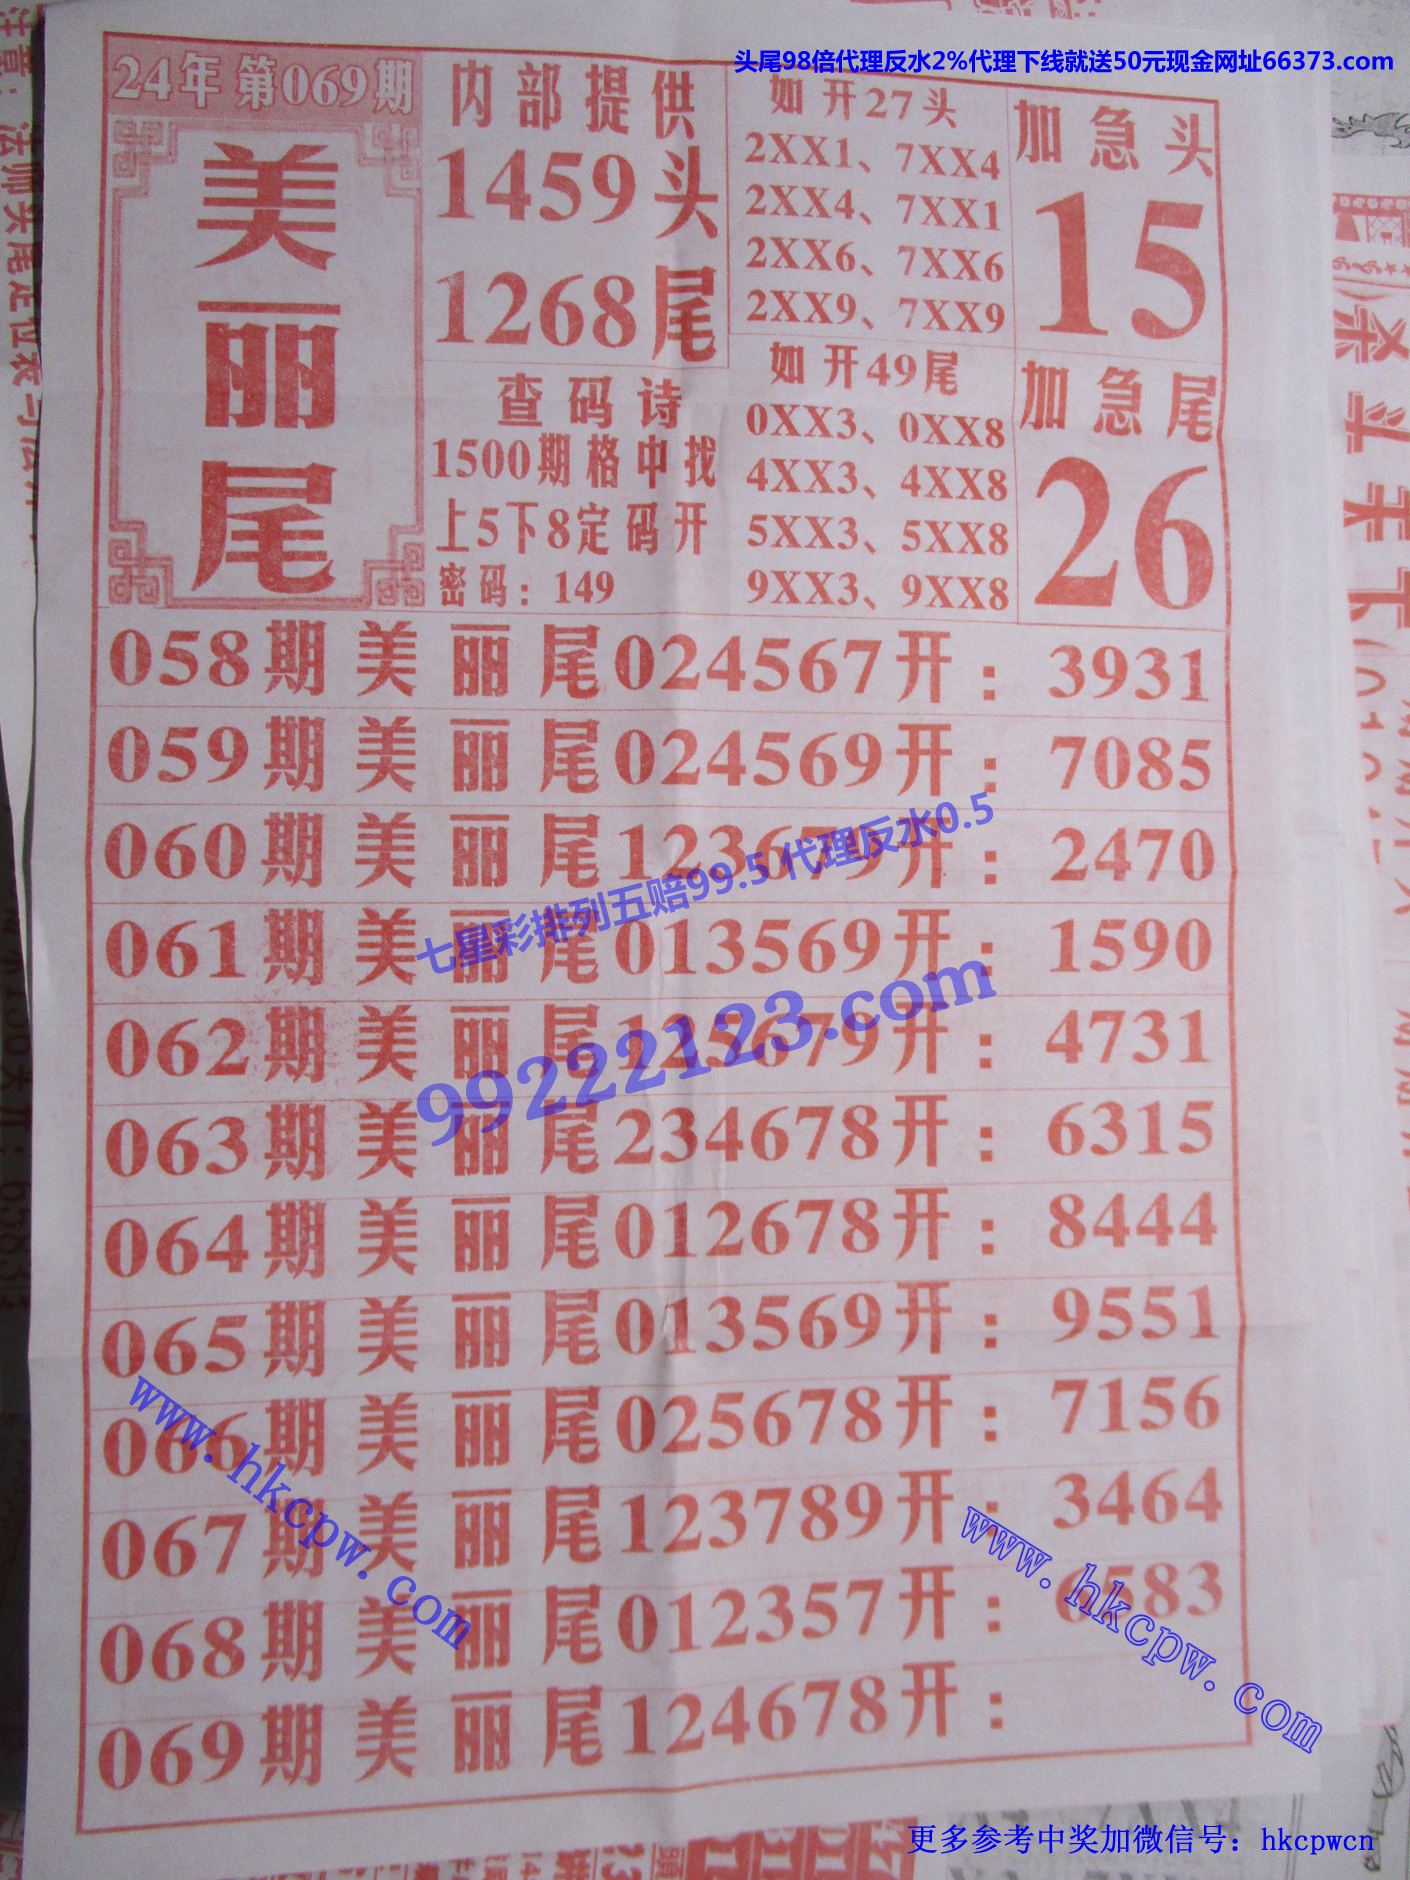 头尾98倍代理反水2%代理下线就送50元现金网址66373.com
24年 第069期
美丽尾
内部提供
1459头
1268尾
查码诗
1500期格中找
上5下8定码开
密码：149
如开27头
2XX1、7XX4
2XX4、7XX1
2XX6、7XX6
2XX9、7XX9
如开49尾
0XX3、0XX8
4XX3、4XX8
5XX3、5XX8
9XX3、9XX8
加急头
15
加急尾
26
058期美丽尾024567开：3931
059期美丽尾024569开：7085
060期美丽尾123679开：2470
061期美丽尾013569开：1590
062期美丽尾125679开：4731
063期美丽尾234678开：6315
064期美丽尾012678开：8444
065期美丽尾013569开：9551
066期美丽尾025678开：7156
067期美丽尾123789开：3464
068期美丽尾012357开：6583
069期美丽尾124678开：
七星彩排列五赔99.5 代理反水0.5
99222123.com
www.hkcpw.com
www.hkcpw.com
更多参考中奖加微信号：hkcpwcn